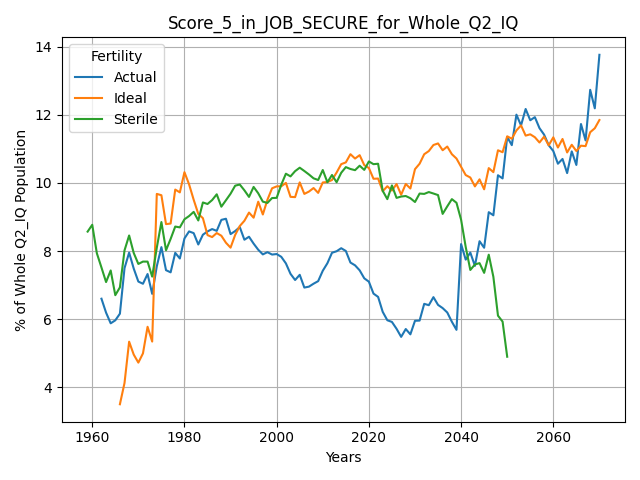 Score_5_in_JOB_SECURE_for_Whole_Q2_IQ
% of Whole Q2_IQ Population
14
12
10
8
6
4
Fertility
Actual
Ideal
Sterile
1960
1980
2000
2020
2040
2060
Years